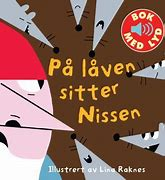 BOK
MED LYD
På låven
sitter
Nissen
Illustrert av Lina Raknes